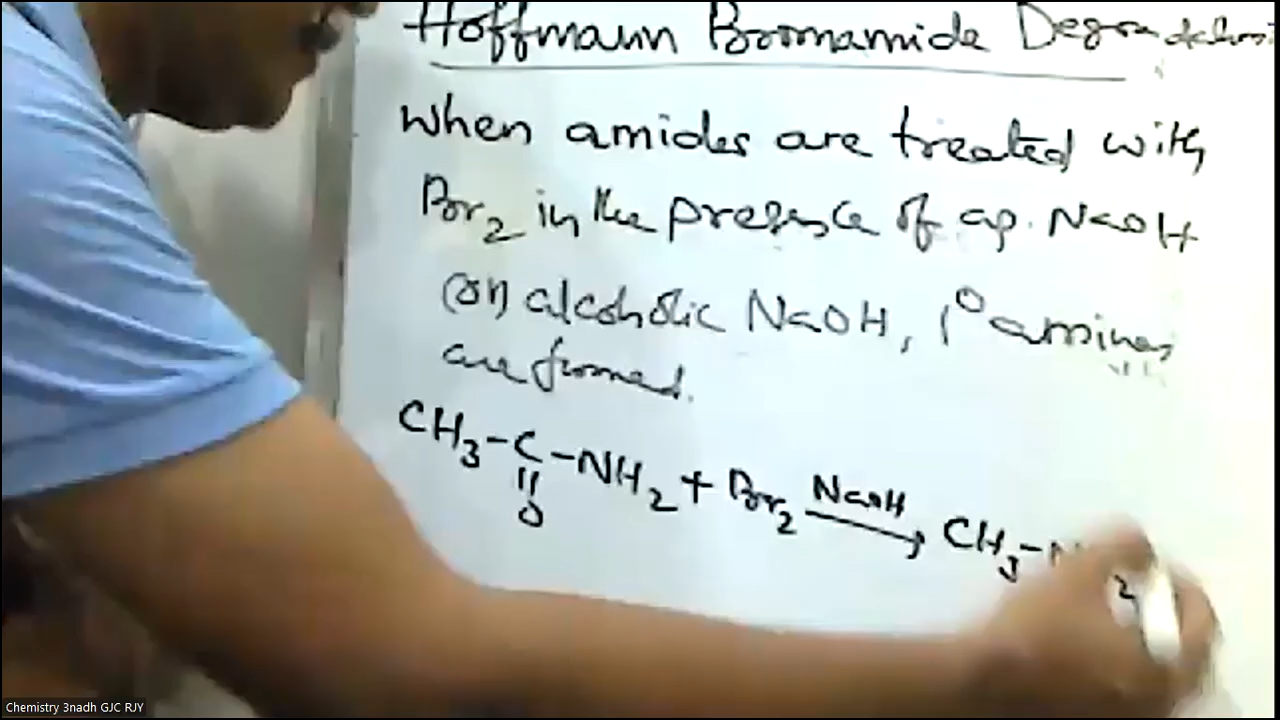 Hoffmann Bromamide
When amides are treated with
Br2 in the presence of aq. NaOH
(or) alcoholic NaOH, 1° amines
are formed.
CH3-C-NH2 + Br2 NaOH → CH3-
||
O
Chemistry 3nadh GJC RJY